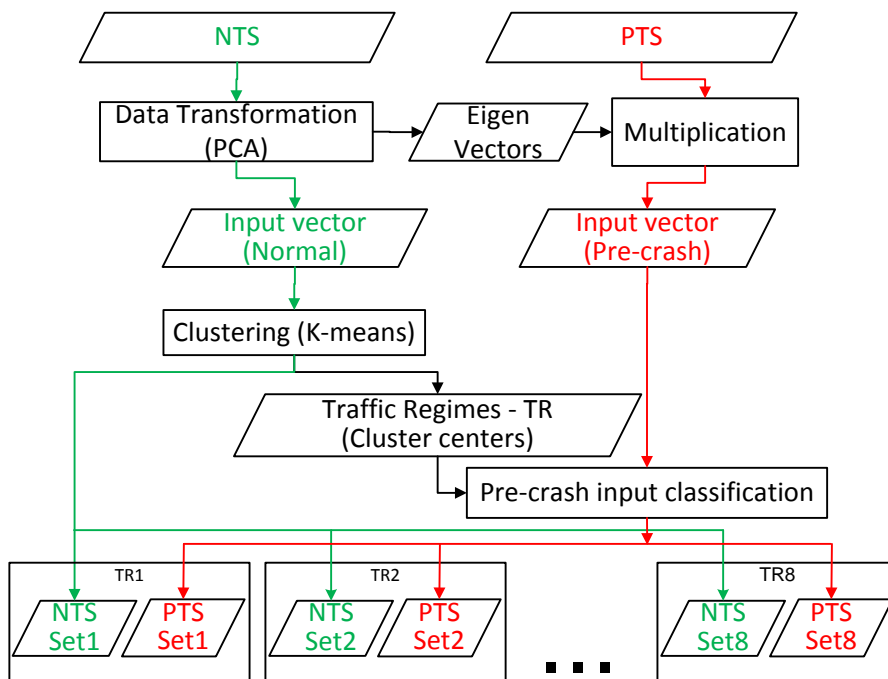 NTS
PTS
Data Transformation
(PCA)
Eigen
Vectors
Multiplication
Input vector
(Normal)
Input vector
(Pre-crash)
Clustering (K-means)
Traffic Regimes - TR
(Cluster centers)
Pre-crash input classification
TR1
NTS
Set1
PTS
Set1
TR2
NTS
Set2
PTS
Set2
...
TR8
NTS
Set8
PTS
Set8